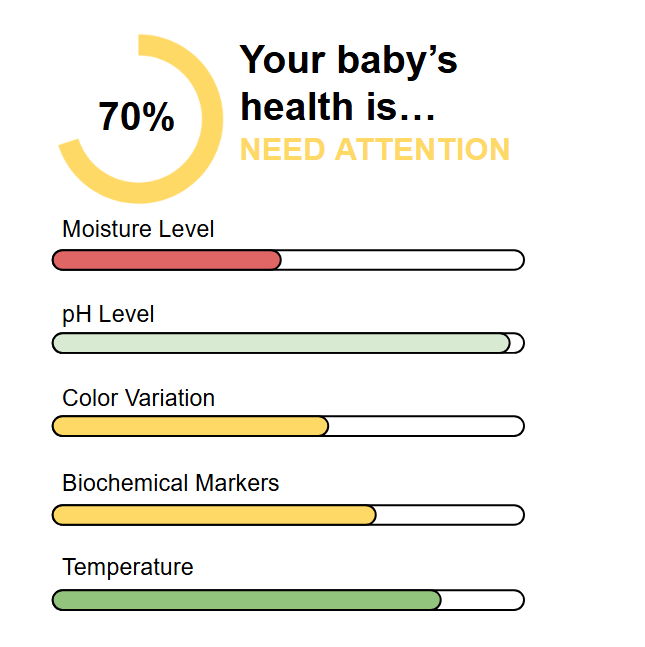 70%
Your baby’s
health is…
NEED ATTENTION
Moisture Level
pH Level
Color Variation
Biochemical Markers
Temperature